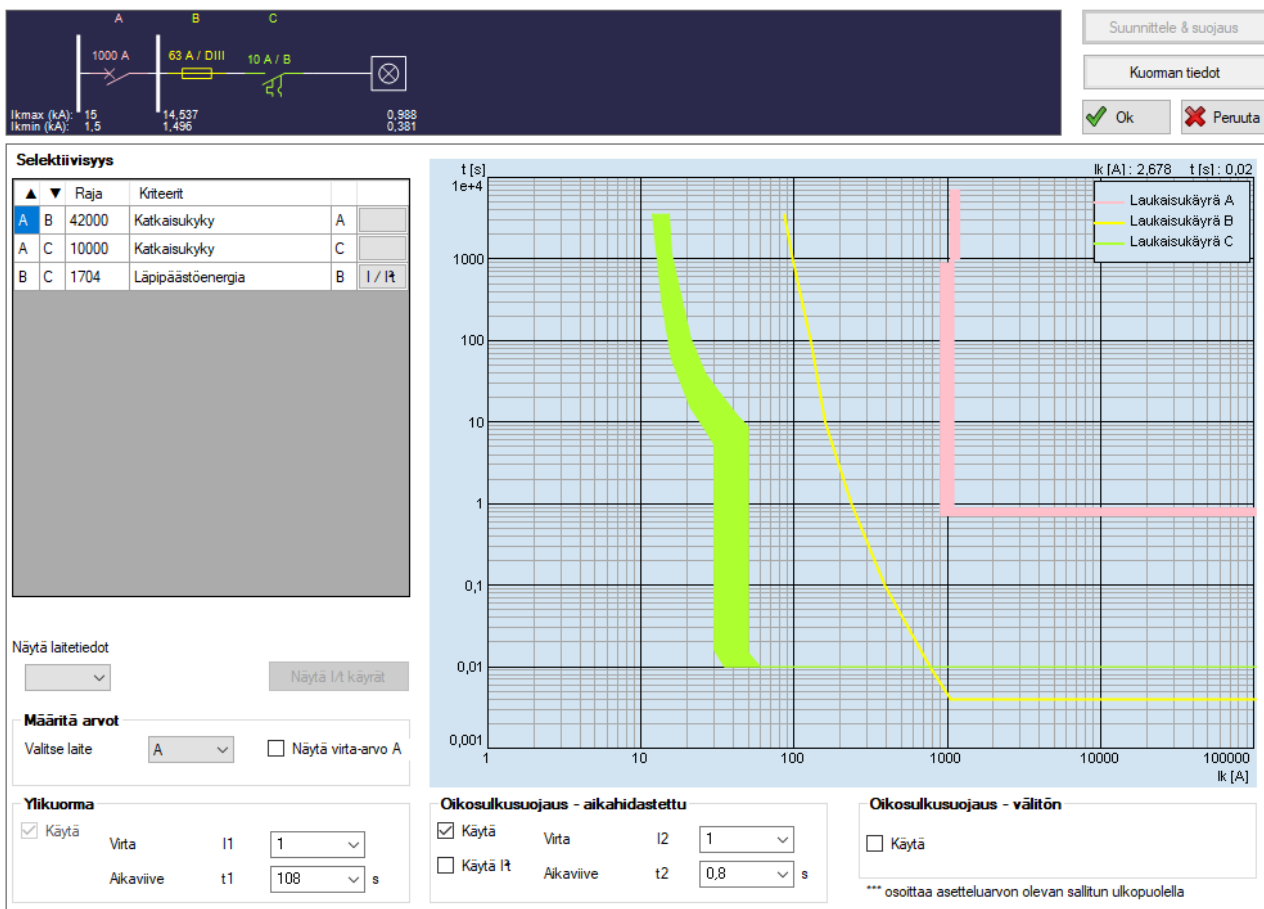 A B C
Suunnittele & suojaus
1000 A 63 A / DIII 10 A / B
Kuorman tiedot
Ikmax (kA): 15 14,537 0,988
Ikmin (kA): 1,5 1,496 0,381
Ok Peruuta
Selektiivisyys
▲ ▼ Raja Kriteerit
A B 42000 Katkaisukyky A
A C 10000 Katkaisukyky C
B C 1704 Läpipäästöenergia B I / I²t
t [s] Ik [A] : 2,678 t [s] : 0,02
1e+4
Laukaisukäyrä A
Laukaisukäyrä B
Laukaisukäyrä C
1000
100
10
1
0,1
0,01
0,001
1 10 100 1000 10000 100000
Ik [A]
Näytä laitetiedot
Näytä I/t käyrät
Määritä arvot
Valitse laite A Näytä virta-arvo A
Ylikuorma
Käytä
Virta I1 1
Aikaviive t1 108 s
Oikosulkusuojaus - aikahidastettu
Käytä Virta I2 1
Käytä I²t Aikaviive t2 0,8 s
Oikosulkusuojaus - välitön
Käytä
*** osoittaa asetteluarvon olevan sallitun ulkopuolella